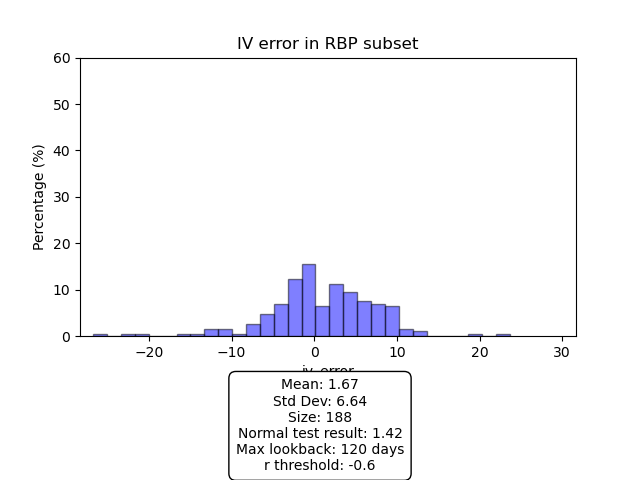 IV error in RBP subset
60
50
40
30
20
10
0
Percentage (%)
−20
−10
0
10
20
30
iv_error
Mean: 1.67
Std Dev: 6.64
Size: 188
Normal test result: 1.42
Max lookback: 120 days
r threshold: -0.6